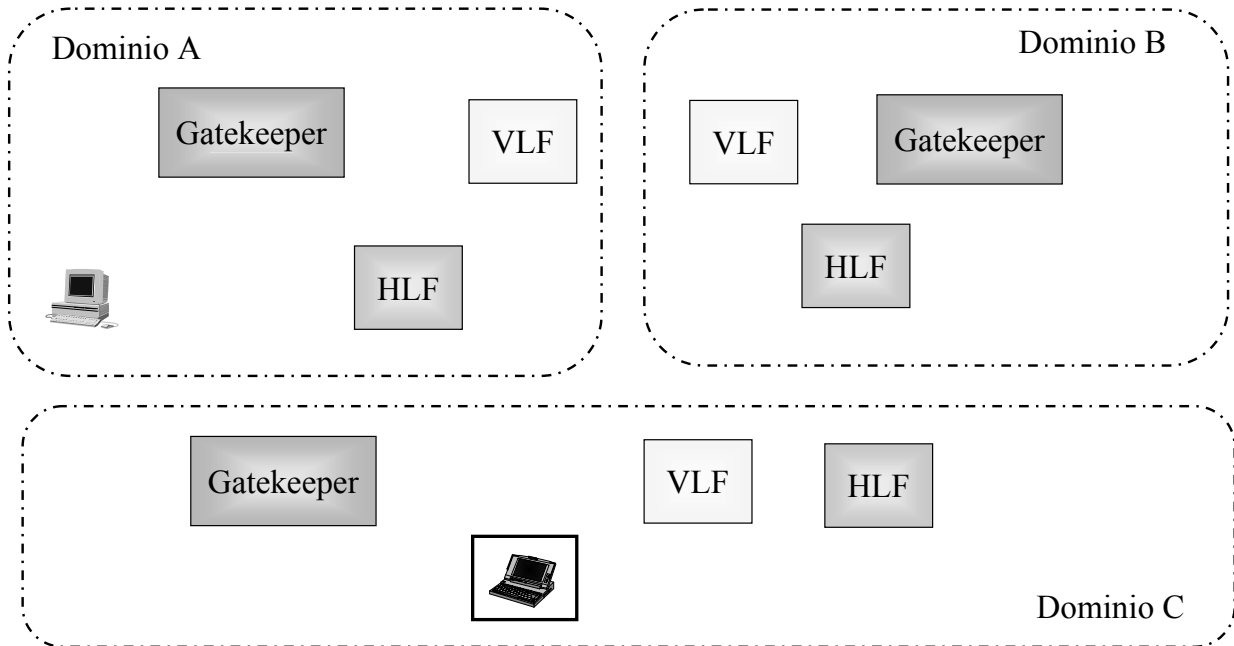 Dominio A
Gatekeeper
VLF
HLF
Dominio B
VLF
Gatekeeper
HLF
Gatekeeper
VLF
HLF
Dominio C